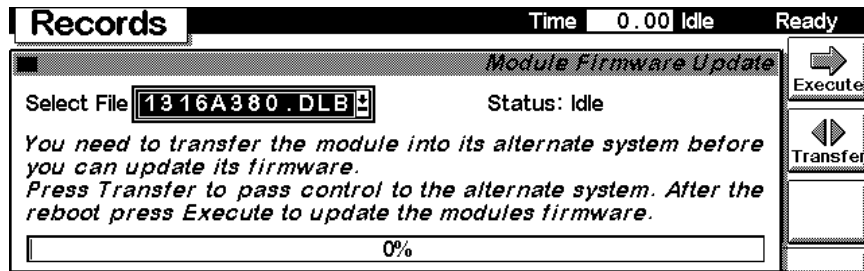 Records Time 0.00 Idle Ready
Module Firmware Update
Execute
Select File 1316A380.DLB Status: Idle
You need to transfer the module into its alternate system before
you can update its firmware.
Transfer
Press Transfer to pass control to the alternate system. After the
reboot press Execute to update the modules firmware.
0%